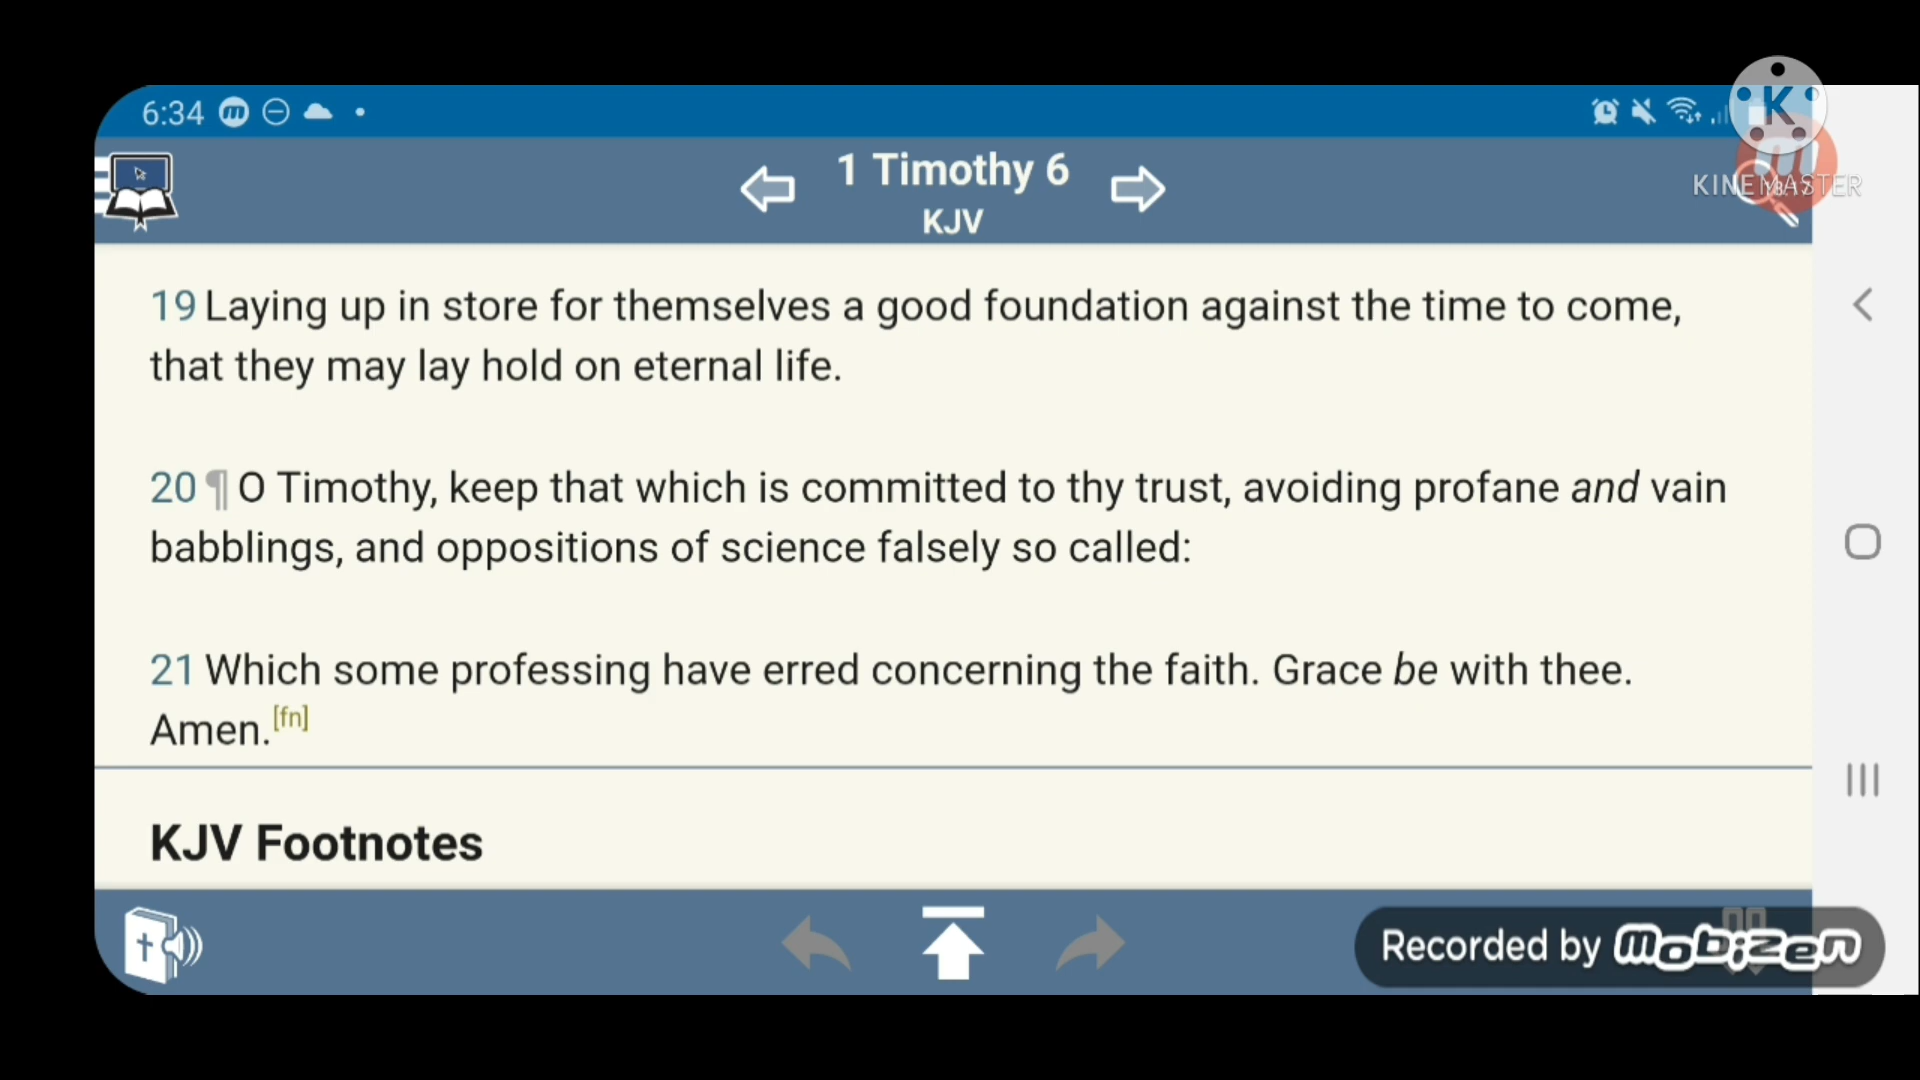 6:34
1 Timothy 6
KJV
KINEMASTER
19 Laying up in store for themselves a good foundation against the time to come,
that they may lay hold on eternal life.
20 ¶ O Timothy, keep that which is committed to thy trust, avoiding profane and vain
babblings, and oppositions of science falsely so called:
21 Which some professing have erred concerning the faith. Grace be with thee.
Amen.[fn]
KJV Footnotes
Recorded by mobizen